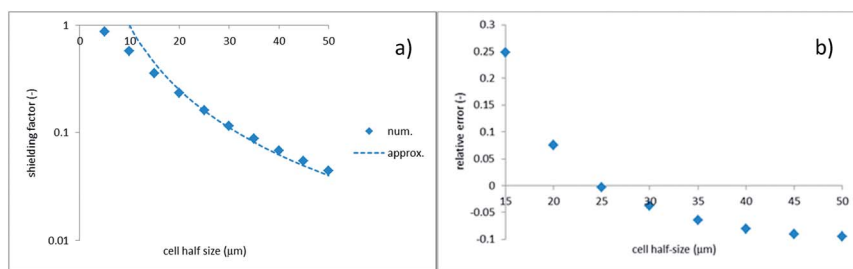 a)
1
0.1
0.01
0 10 20 30 40 50
shielding factor (-)
cell half size (µm)
num.
approx.
b)
0.3
0.25
0.2
0.15
0.1
0.05
0
-0.05
-0.1
15 20 25 30 35 40 45 50
relative error (-)
cell half-size (µm)